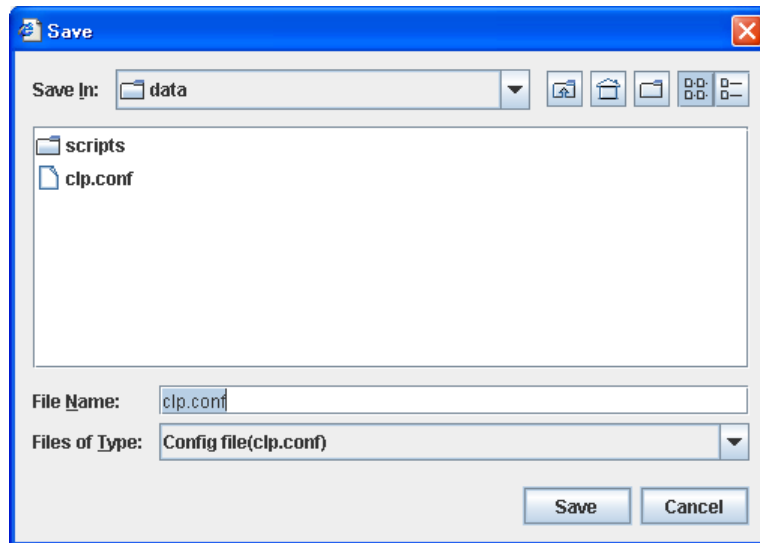 Save
Save In: data
scripts
clp.conf
File Name: clp.conf
Files of Type: Config file(clp.conf)
Save Cancel